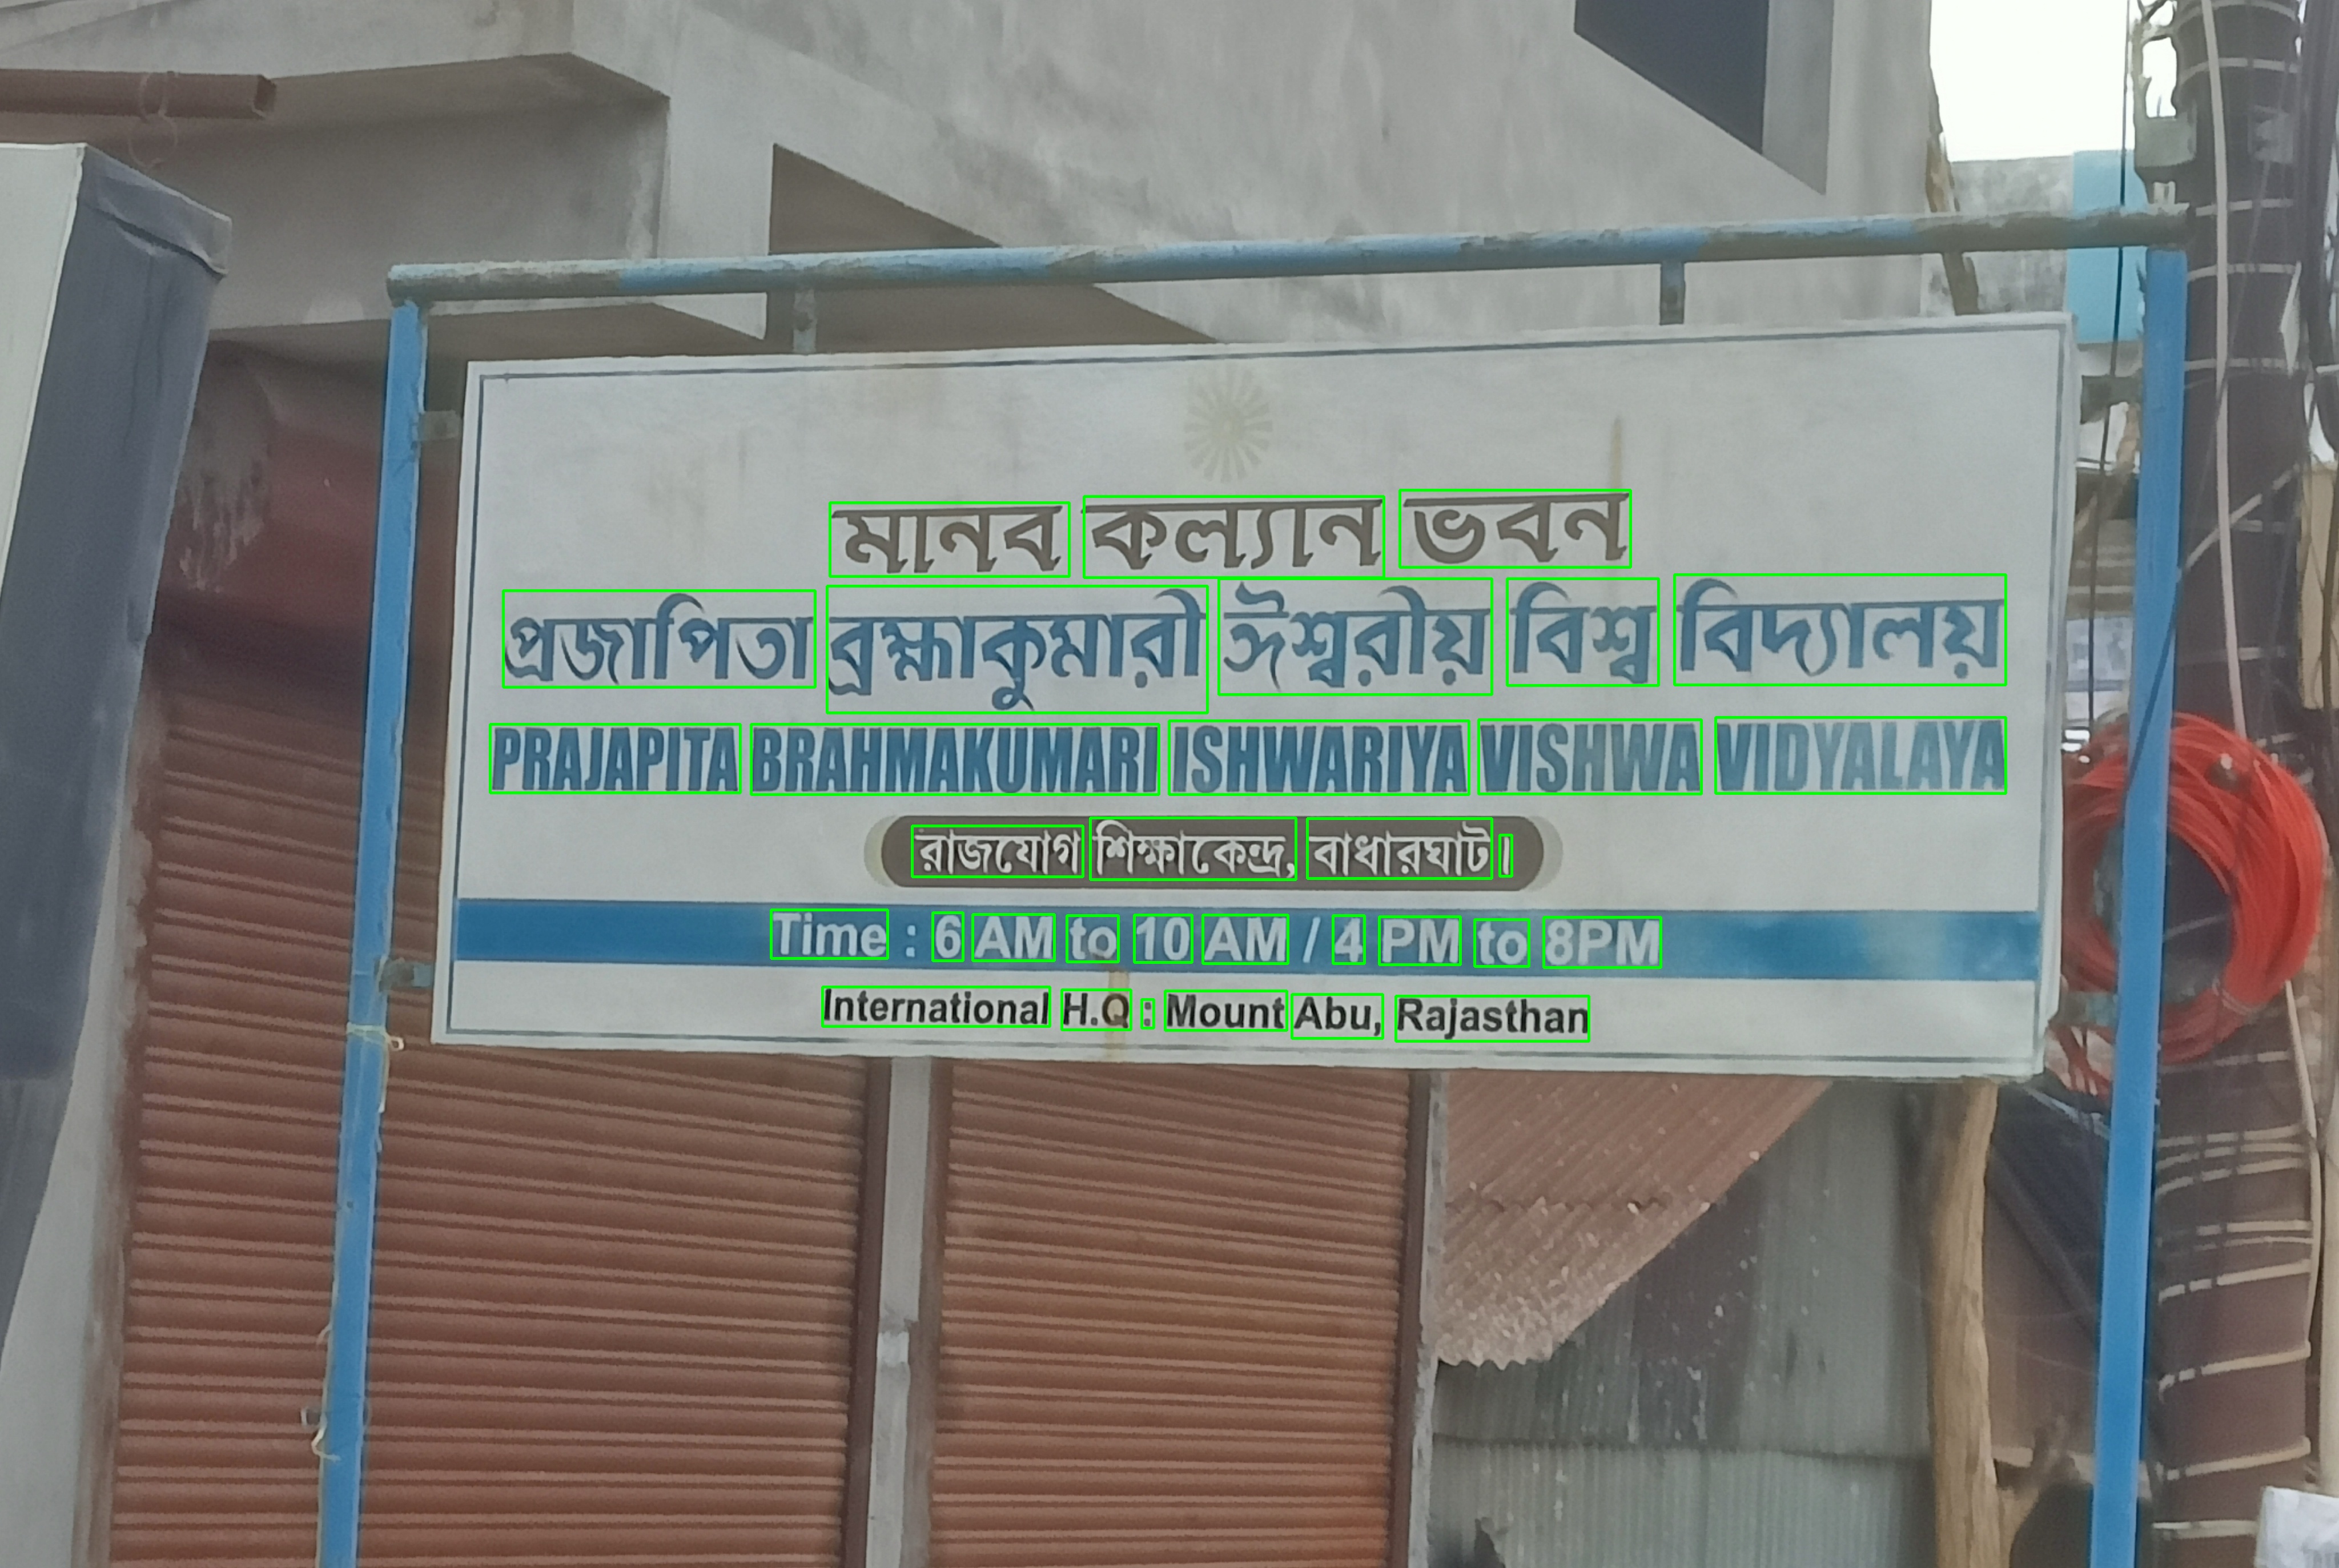 মানব কল্যান ভবন
প্রজাপিতা ব্রহ্মাকুমারী ঈশ্বরীয় বিশ্ব বিদ্যালয়
PRAJAPITA BRAHMAKUMARI ISHWARIYA VISHWA VIDYALAYA
রাজযোগ শিক্ষাকেন্দ্র, বাধারঘাট।
Time : 6 AM to 10 AM / 4 PM to 8PM
International H.Q : Mount Abu, Rajasthan